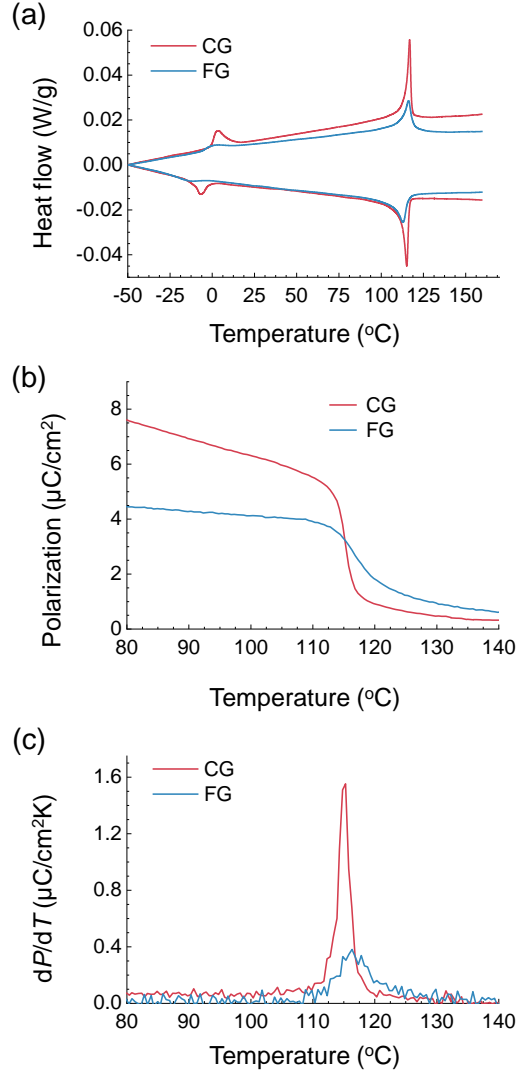 (a)
0.06
0.04
0.02
0.00
-0.02
-0.04
Heat flow (W/g)
CG
FG
-50 -25 0 25 50 75 100 125 150
Temperature (°C)
(b)
8
6
4
2
0
Polarization (µC/cm²)
CG
FG
80 90 100 110 120 130 140
Temperature (°C)
(c)
1.6
1.2
0.8
0.4
0.0
dP/dT (µC/cm²K)
CG
FG
80 90 100 110 120 130 140
Temperature (°C)